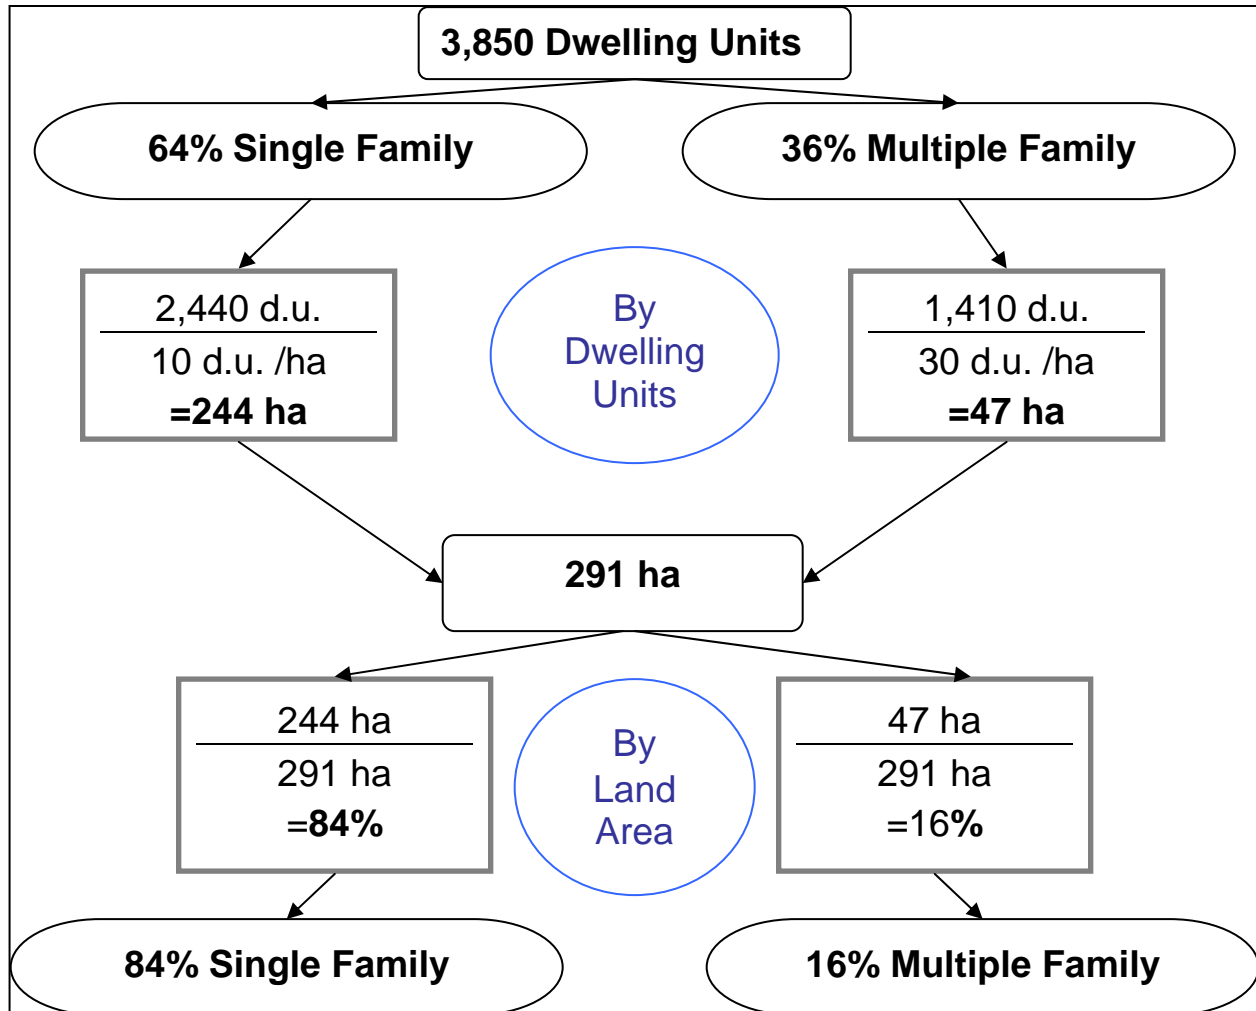 3,850 Dwelling Units
64% Single Family
36% Multiple Family
2,440 d.u.
10 d.u. /ha
=244 ha
By
Dwelling
Units
1,410 d.u.
30 d.u. /ha
=47 ha
291 ha
244 ha
291 ha
=84%
By
Land
Area
47 ha
291 ha
=16%
84% Single Family
16% Multiple Family